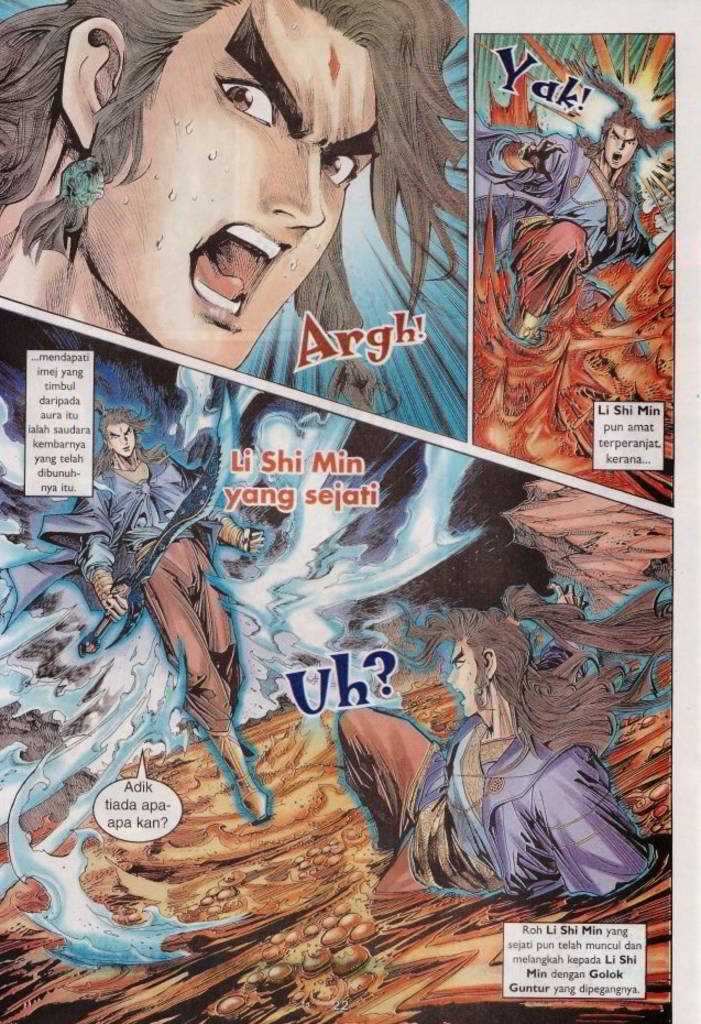 Argh!
Yak!
Li Shi Min
pun amat
terperanjat,
kerana...
...mendapati
imej yang
timbul
daripada
aura itu
ialah saudara
kembarnya
yang telah
dibunuh-
nya itu.
Li Shi Min
yang sejati
Uh?
Adik
tiada apa-
apa kan?
Roh Li Shi Min yang
sejati pun telah muncul dan
melangkah kepada Li Shi
Min dengan Golok
Guntur yang dipegangnya.
22